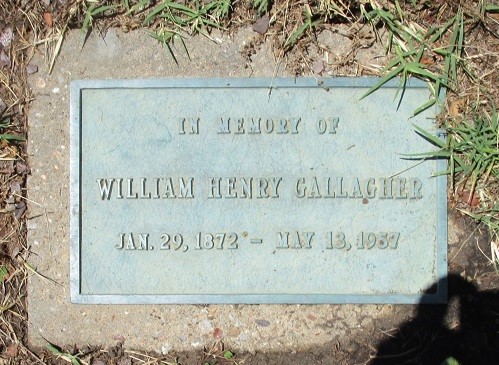 IN MEMORY OF
WILLIAM HENRY GALLAGHER
JAN. 29, 1872 – MAY 13, 1957